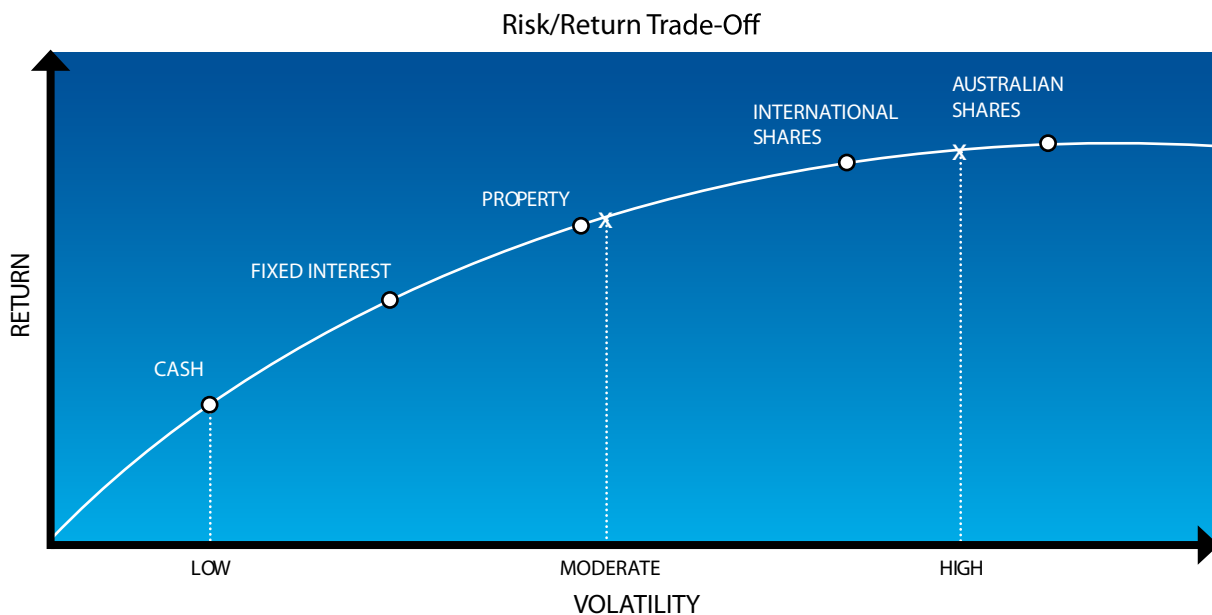 Risk/Return Trade-Off
AUSTRALIAN
SHARES
INTERNATIONAL
SHARES
PROPERTY
X
X
FIXED INTEREST
CASH
RETURN
LOW
MODERATE
HIGH
VOLATILITY